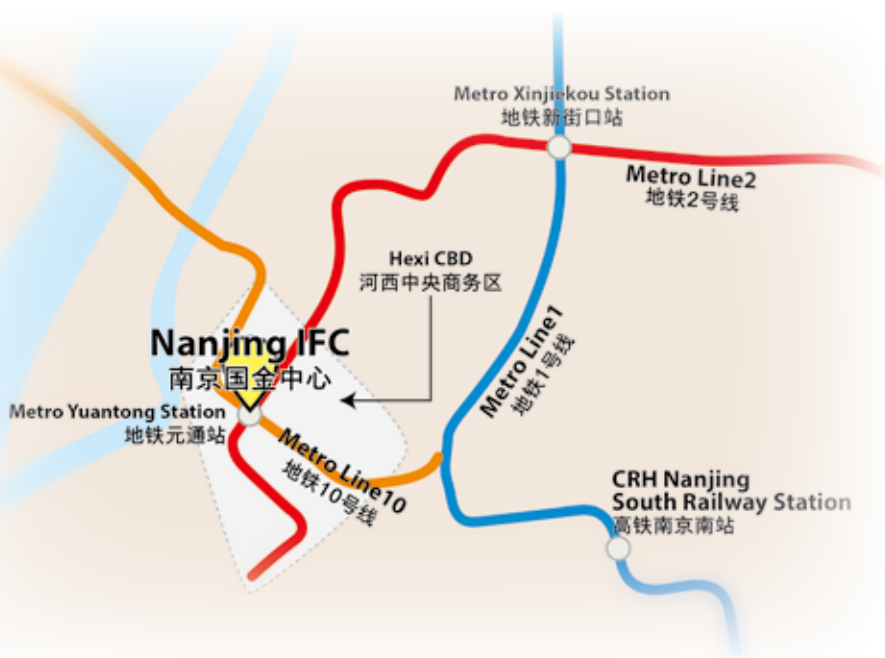 Metro Xinjiekou Station
地铁新街口站
Metro Line2
地铁2号线
Hexi CBD
河西中央商务区
Nanjing IFC
南京国金中心
Metro Line1
地铁1号线
Metro Yuantong Station
地铁元通站
Metro Line10
地铁10号线
CRH Nanjing
South Railway Station
高铁南京南站